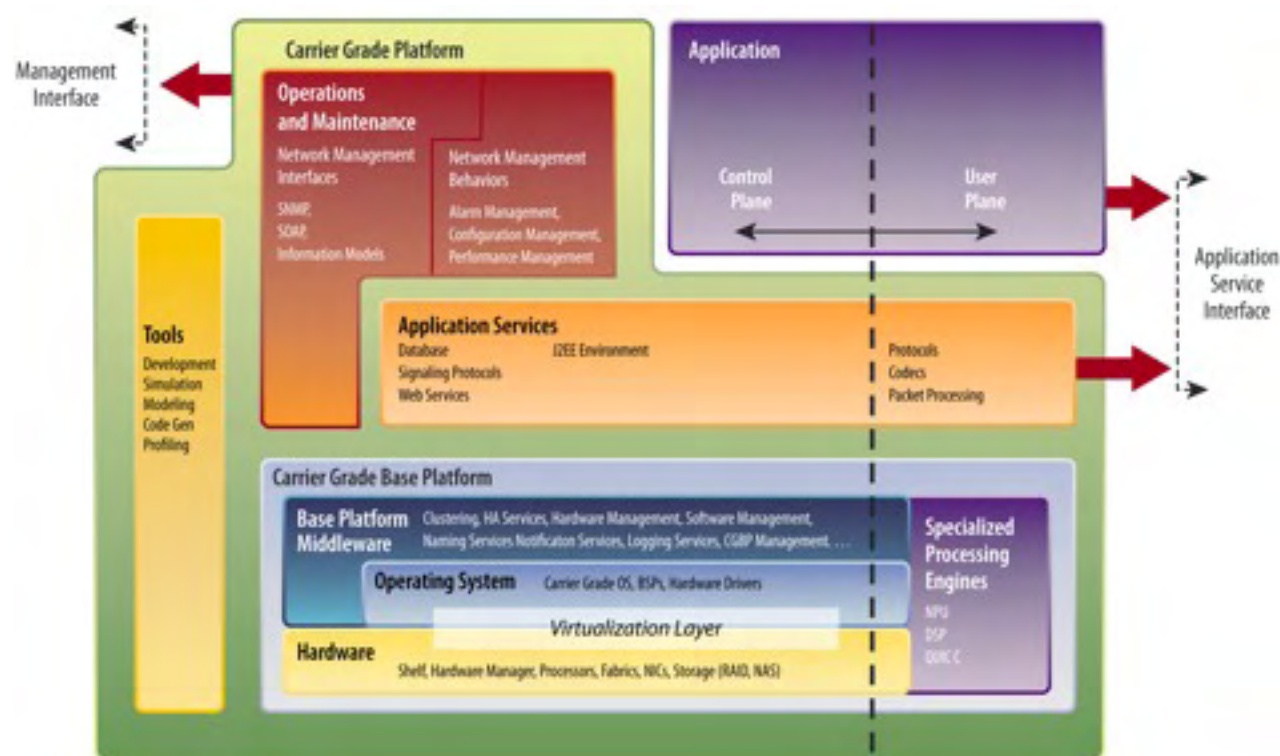 Management
Interface
Carrier Grade Platform
Operations
and Maintenance
Network Management
Interfaces
SNMP,
SOAP,
Information Models
Network Management
Behaviors
Alarm Management,
Configuration Management,
Performance Management
Application
Control
Plane
User
Plane
Application
Service
Interface
Tools
Development
Simulation
Modeling
Code Gen
Profiling
Application Services
Database
Signaling Protocols
Web Services
J2EE Environment
Protocols
Codecs
Packet Processing
Carrier Grade Base Platform
Base Platform
Middleware
Clustering, HA Services, Hardware Management, Software Management,
Naming Services Notificaton Services, Logging Services, CGBP Management, . . .
Operating System
Carrier Grade OS, BSPs, Hardware Drivers
Virtualization Layer
Hardware
Shelf, Hardware Manager, Processors, Fabrics, NICs, Storage (RAID, NAS)
Specialized
Processing
Engines
NPU
DSP